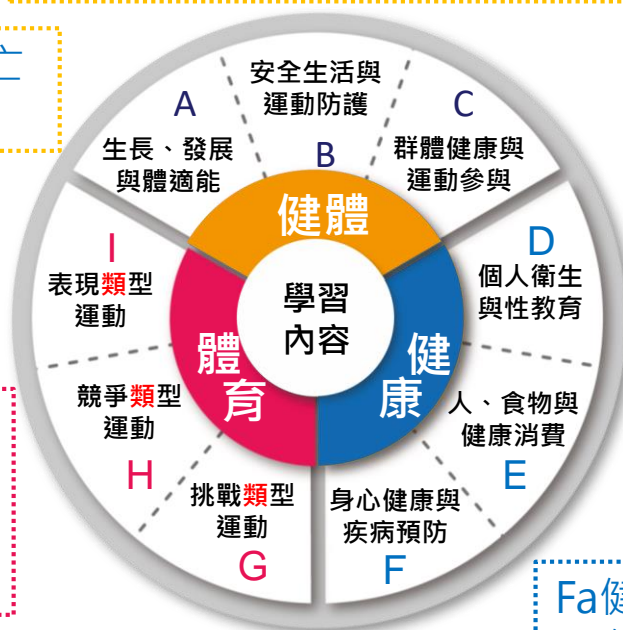 亡
A
生長、發展
與體適能
安全生活與
運動防護
B
C
群體健康與
運動參與
健體
I
表現類型
運動
學習
內容
D
個人衛生
與性教育
體育
健康
競爭類型
運動
H
人、食物與
健康消費
E
挑戰類型
運動
G
身心健康與
疾病預防
F
Fa健